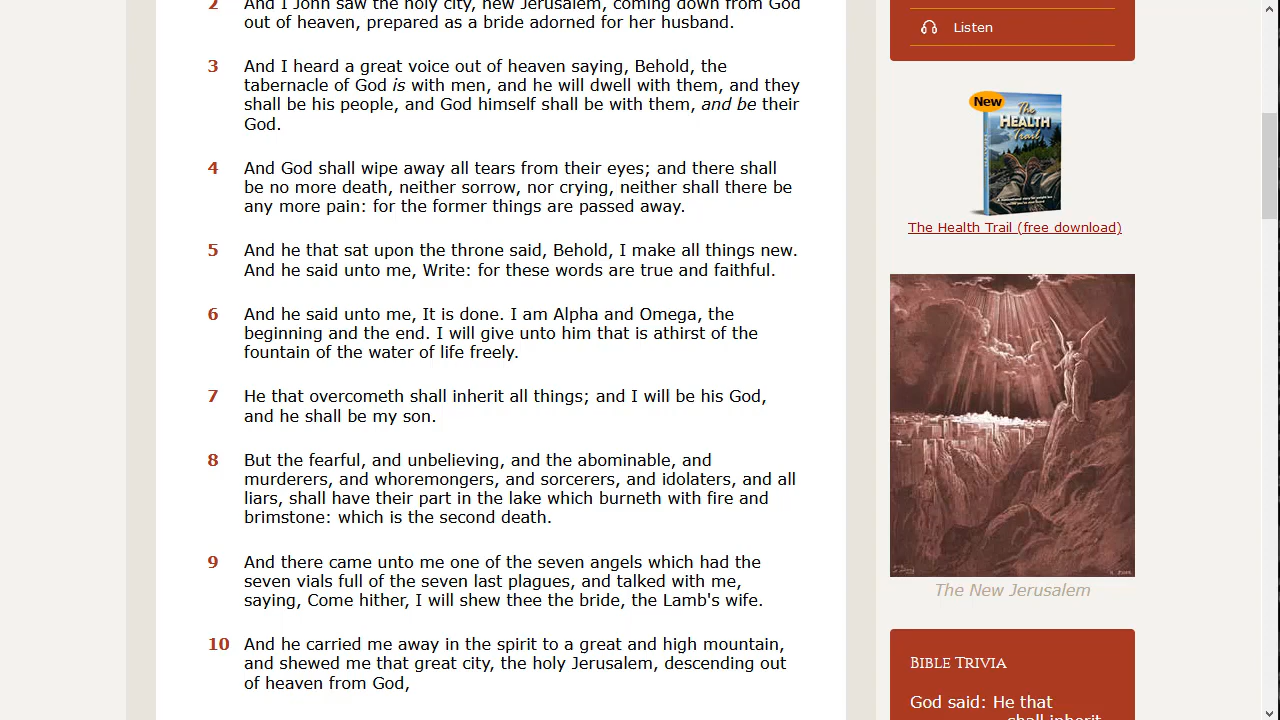 2 And I John saw the holy city, new Jerusalem, coming down from God
out of heaven, prepared as a bride adorned for her husband.
3 And I heard a great voice out of heaven saying, Behold, the
tabernacle of God is with men, and he will dwell with them, and they
shall be his people, and God himself shall be with them, and be their
God.
4 And God shall wipe away all tears from their eyes; and there shall
be no more death, neither sorrow, nor crying, neither shall there be
any more pain: for the former things are passed away.
5 And he that sat upon the throne said, Behold, I make all things new.
And he said unto me, Write: for these words are true and faithful.
6 And he said unto me, It is done. I am Alpha and Omega, the
beginning and the end. I will give unto him that is athirst of the
fountain of the water of life freely.
7 He that overcometh shall inherit all things; and I will be his God,
and he shall be my son.
8 But the fearful, and unbelieving, and the abominable, and
murderers, and whoremongers, and sorcerers, and idolaters, and all
liars, shall have their part in the lake which burneth with fire and
brimstone: which is the second death.
9 And there came unto me one of the seven angels which had the
seven vials full of the seven last plagues, and talked with me,
saying, Come hither, I will shew thee the bride, the Lamb's wife.
10 And he carried me away in the spirit to a great and high mountain,
and shewed me that great city, the holy Jerusalem, descending out
of heaven from God,
Listen
New
The
HEALTH
Trail
The Health Trail (free download)
The New Jerusalem
BIBLE TRIVIA
God said: He that
shall inherit